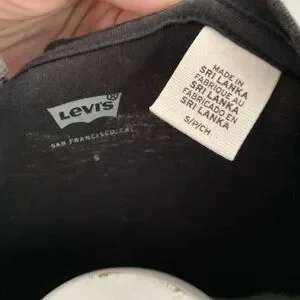 Levi's®
SAN FRANCISCO, CAL.
S
MADE IN
SRI LANKA
FABRIQUÉ AU
SRI LANKA
FABRICADO EN
SRI LANKA
S/P/CH